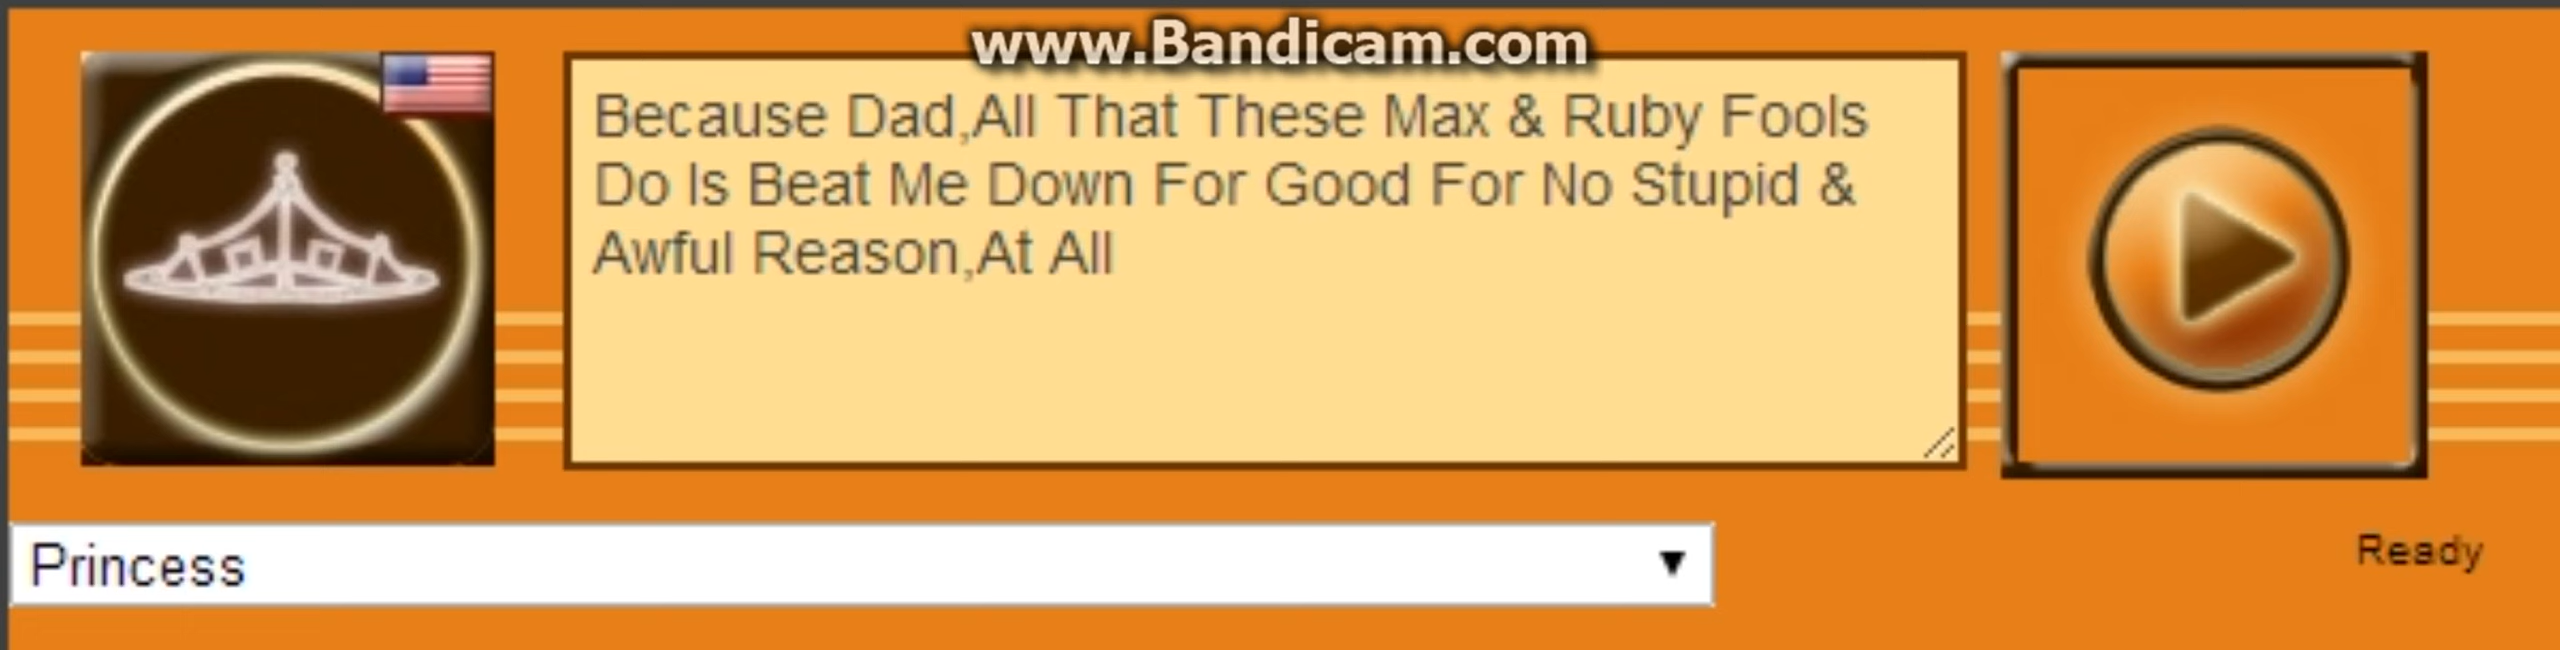 www.Bandicam.com
Because Dad,All That These Max & Ruby Fools
Do Is Beat Me Down For Good For No Stupid &
Awful Reason,At All
Princess
Ready